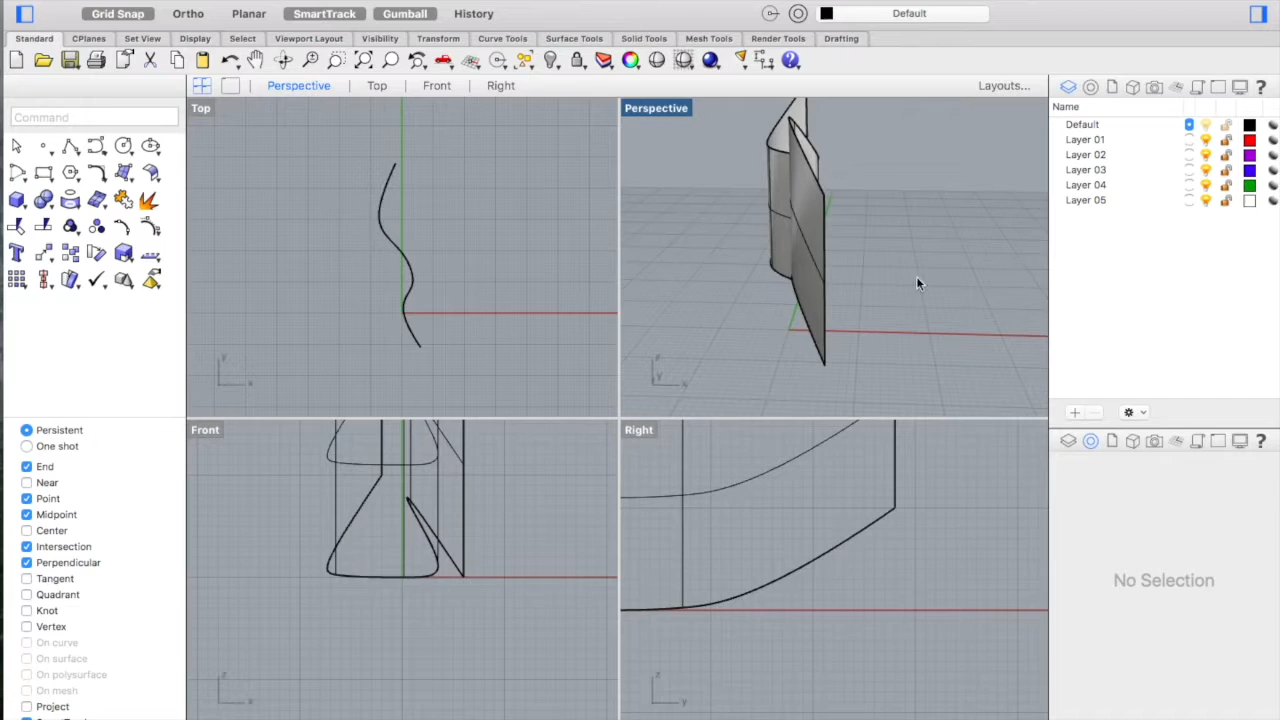 Grid Snap Ortho Planar SmartTrack Gumball History Default
Standard CPlanes Set View Display Select Viewport Layout Visibility Transform Curve Tools Surface Tools Solid Tools Mesh Tools Render Tools Drafting
Perspective Top Front Right Layouts...
Command
Top
Perspective
Name
Default
Layer 01
Layer 02
Layer 03
Layer 04
Layer 05
y
x
x
Front
Right
Persistent
One shot
End
Near
Point
Midpoint
Center
Intersection
Perpendicular
Tangent
Quadrant
Knot
Vertex
On curve
On surface
On polysurface
On mesh
Project
No Selection
z
x
z
y